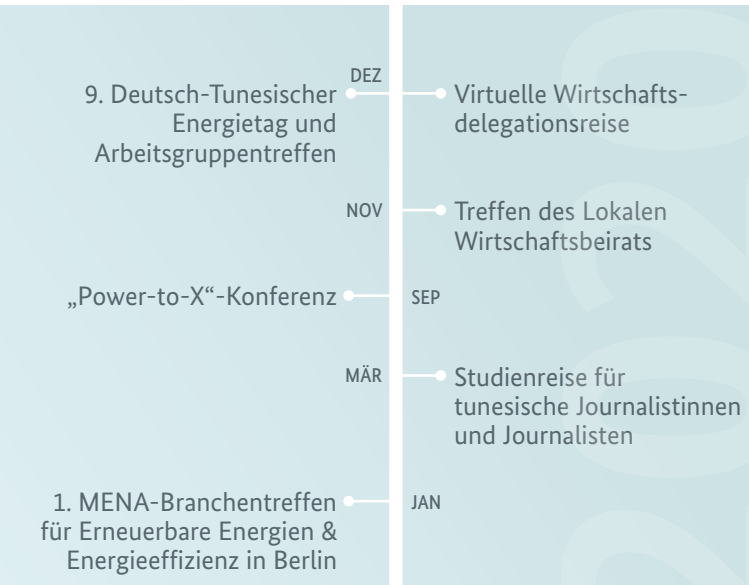 DEZ
9. Deutsch-Tunesischer
Energietag und
Arbeitsgruppentreffen
Virtuelle Wirtschafts-
delegationsreise
NOV
Treffen des Lokalen
Wirtschaftsbeirats
„Power-to-X“-Konferenz
SEP
MÄR
Studienreise für
tunesische Journalistinnen
und Journalisten
1. MENA-Branchentreffen
für Erneuerbare Energien &
Energieeffizienz in Berlin
JAN
2020